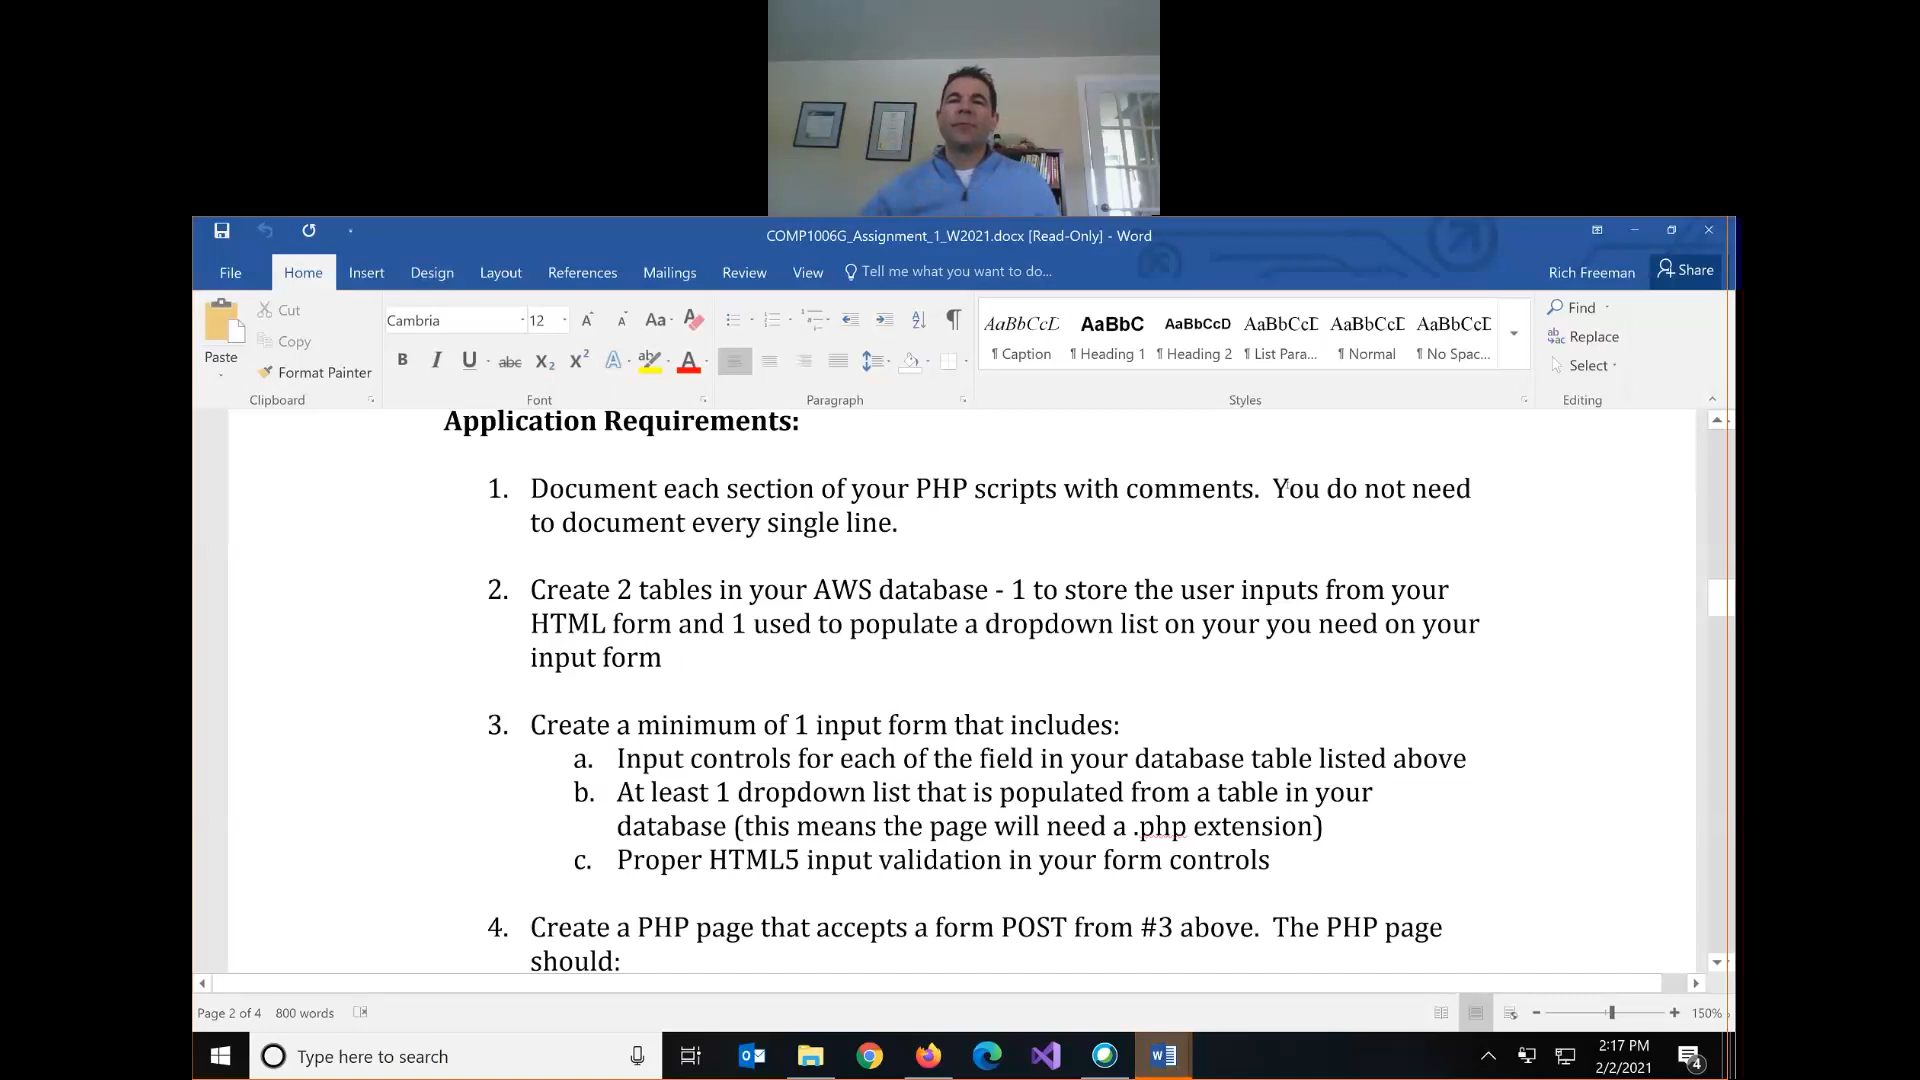 COMP1006G_Assignment_1_W2021.docx [Read-Only] - Word
File Home Insert Design Layout References Mailings Review View Tell me what you want to do... Rich Freeman Share
Cut
Copy
Paste
Format Painter
Clipboard
Cambria 12
Font
Paragraph
AaBbCcD AaBbC AaBbCcD AaBbCcD AaBbCcD AaBbCcD
¶ Caption ¶ Heading 1 ¶ Heading 2 ¶ List Para... ¶ Normal ¶ No Spac...
Styles
Find
Replace
Select
Editing
Application Requirements:
1. Document each section of your PHP scripts with comments. You do not need
to document every single line.
2. Create 2 tables in your AWS database - 1 to store the user inputs from your
HTML form and 1 used to populate a dropdown list on your you need on your
input form
3. Create a minimum of 1 input form that includes:
a. Input controls for each of the field in your database table listed above
b. At least 1 dropdown list that is populated from a table in your
database (this means the page will need a .php extension)
c. Proper HTML5 input validation in your form controls
4. Create a PHP page that accepts a form POST from #3 above. The PHP page
should:
Page 2 of 4 800 words 150%
Type here to search
2:17 PM
2/2/2021
4